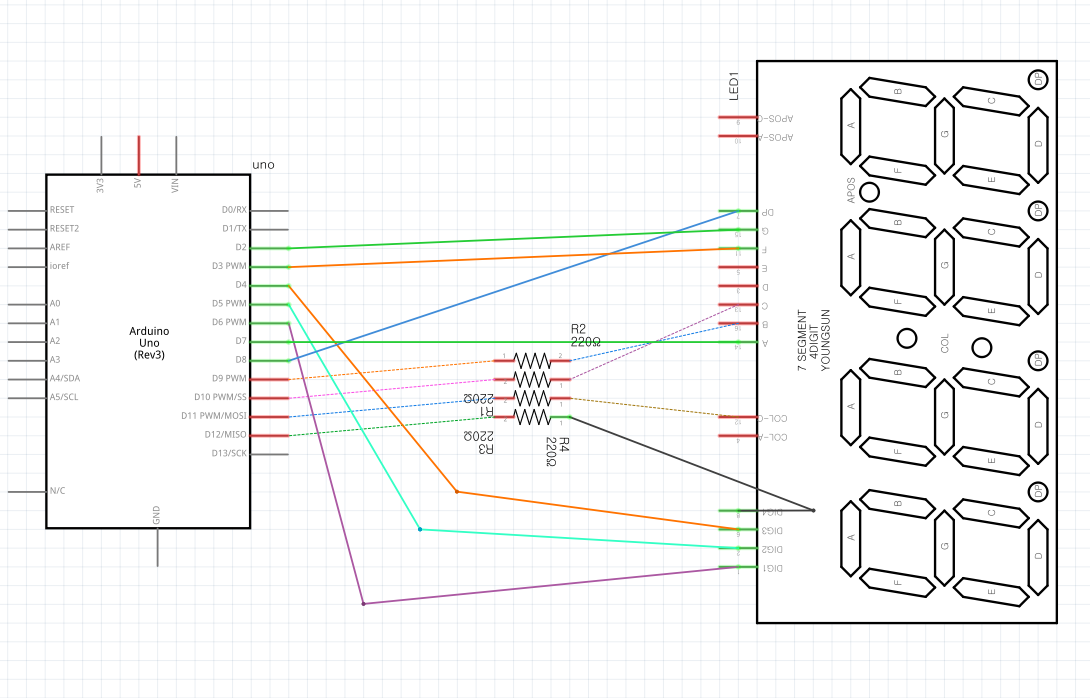 LED1
APOS-G
9
APOS-A
10
uno
3V3
5V
VIN
RESET
RESET2
AREF
ioref
A0
A1
A2
A3
A4/SDA
A5/SCL
N/C
GND
D0/RX
D1/TX
D2
D3 PWM
D4
D5 PWM
D6 PWM
D7
D8
D9 PWM
D10 PWM/SS
D11 PWM/MOSI
D12/MISO
D13/SCK
Arduino
Uno
(Rev3)
R2
220Ω
R1
220Ω
R3
220Ω
R4
220Ω
DP
G
F
E
D
C
B
A
COL-G
COL-A
DIG4
DIG3
DIG2
DIG1
7 SEGMENT
4DIGIT
YOUNGSUN
APOS
COL
A
B
C
D
E
F
G
DP
A
B
C
D
E
F
G
DP
A
B
C
D
E
F
G
DP
A
B
C
D
E
F
G
DP